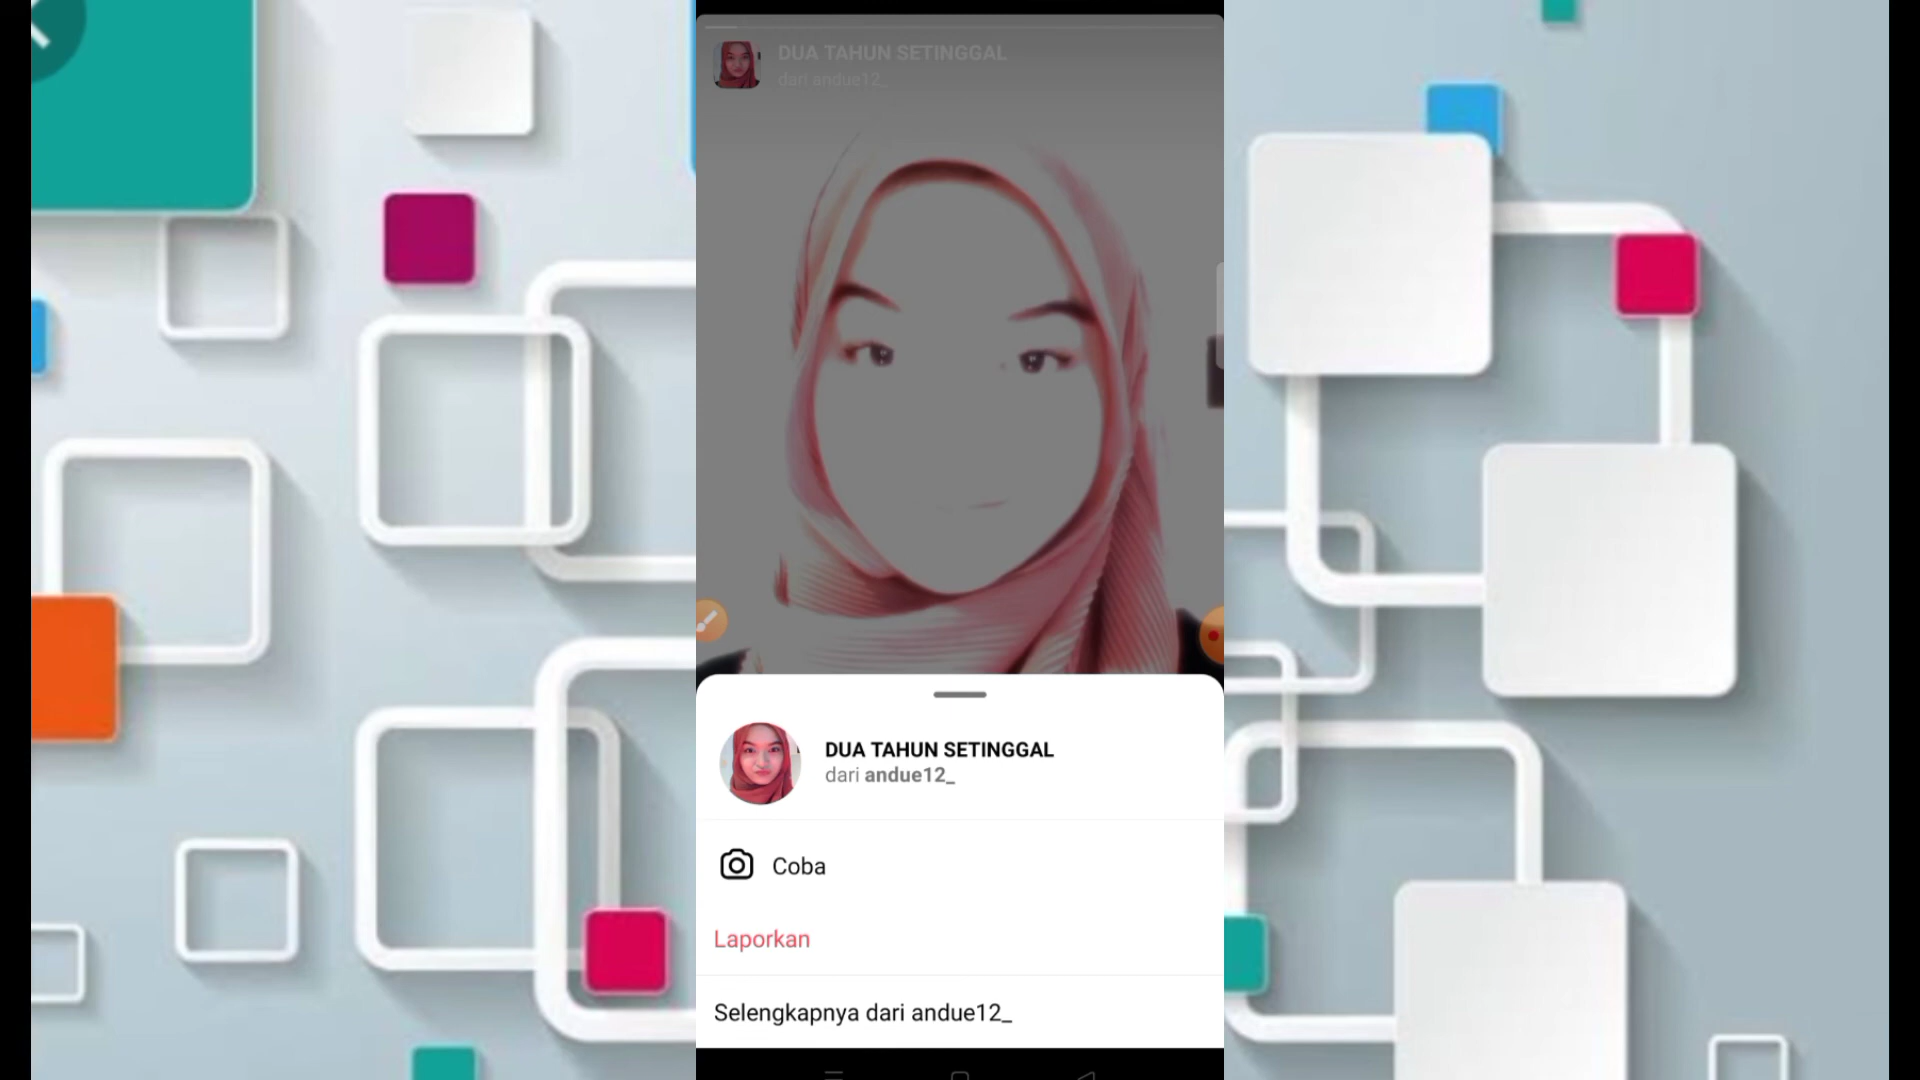 DUA TAHUN SETINGGAL
dari andue12_
DUA TAHUN SETINGGAL
dari andue12_
Coba
Laporkan
Selengkapnya dari andue12_